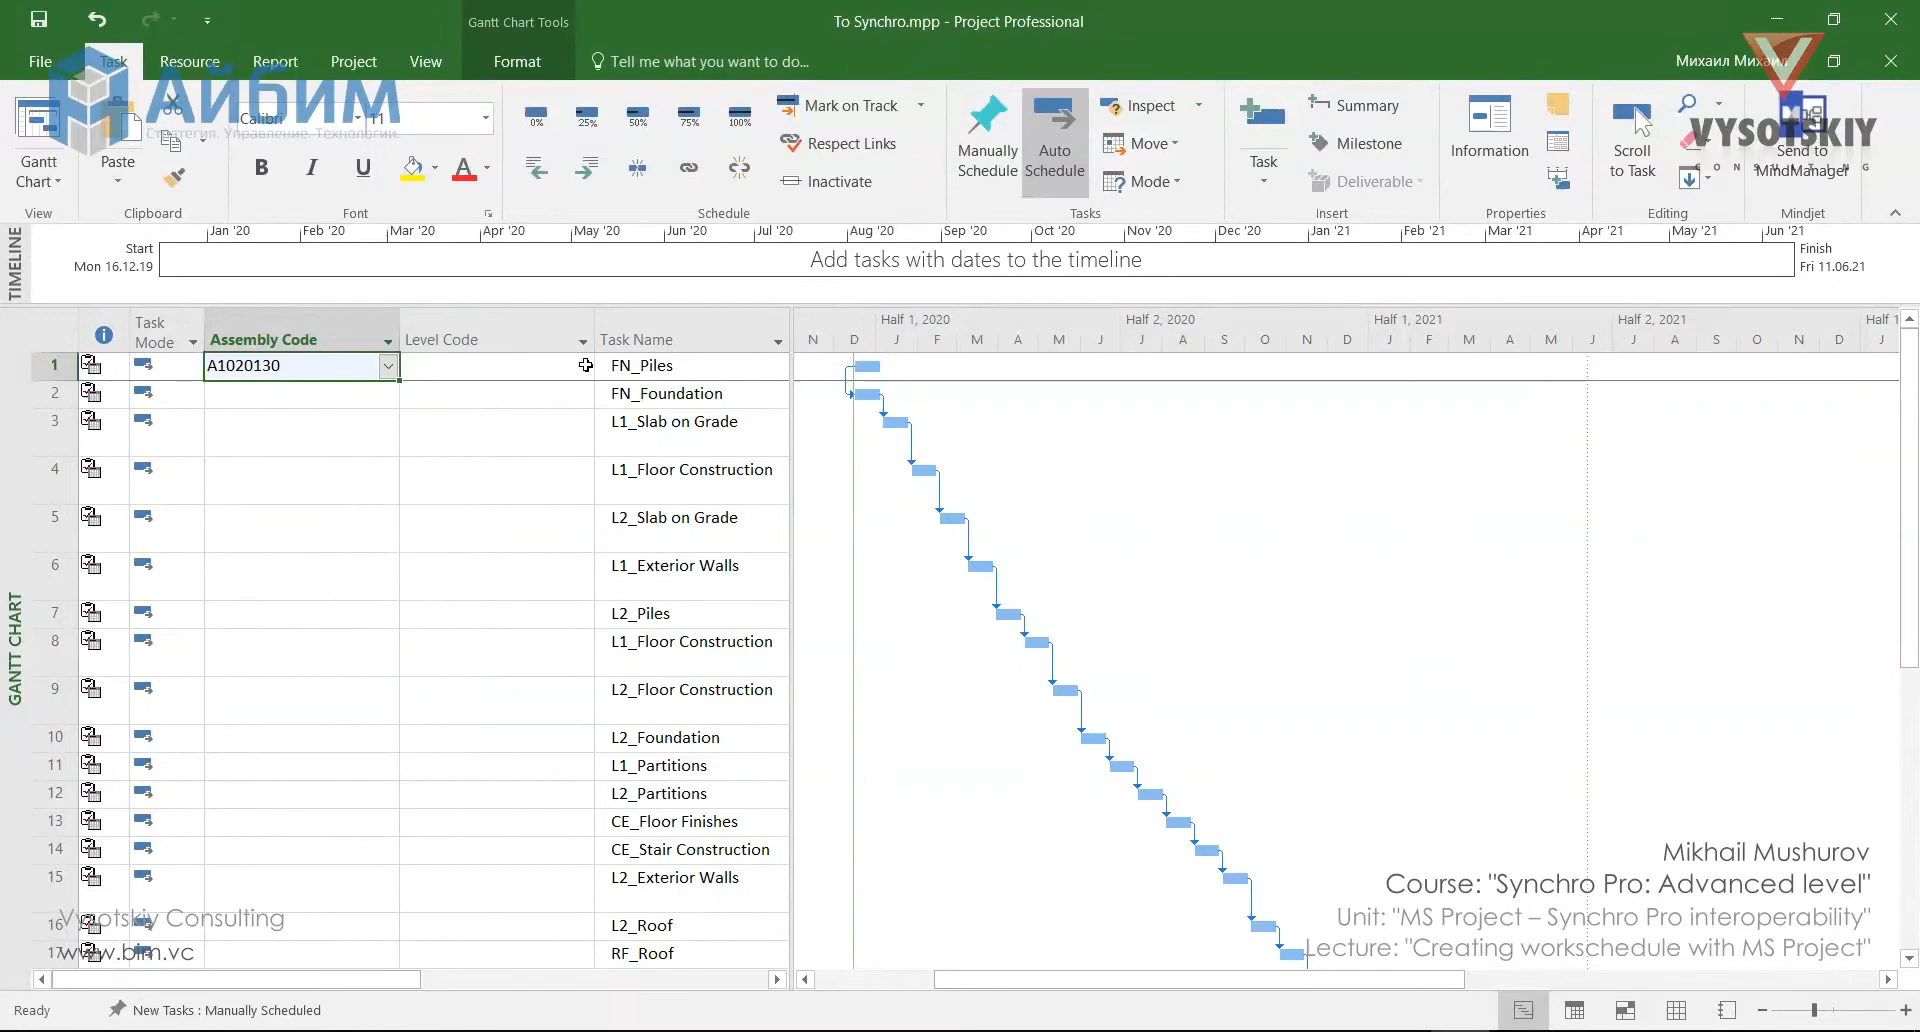 Gantt Chart Tools
To Synchro.mpp - Project Professional
File Task Resource Report Project View Format Tell me what you want to do...
Михаил Михаил
Айбим
Стратегия. Управление. Технологии.
VYSOTSKIY
CONSULTING
Gantt Chart
View
Paste
Clipboard
Calibri 11
B I U A
Font
0% 25% 50% 75% 100%
Mark on Track
Respect Links
Inactivate
Schedule
Manually Schedule
Auto Schedule
Inspect
Move
Mode
Tasks
Task
Summary
Milestone
Deliverable
Insert
Information
Properties
Scroll to Task
Editing
Send to MindManager
Mindjet
TIMELINE
Jan '20 Feb '20 Mar '20 Apr '20 May '20 Jun '20 Jul '20 Aug '20 Sep '20 Oct '20 Nov '20 Dec '20 Jan '21 Feb '21 Mar '21 Apr '21 May '21 Jun '21
Start
Mon 16.12.19
Add tasks with dates to the timeline
Finish
Fri 11.06.21
GANTT CHART
Task Mode Assembly Code Level Code Task Name
Half 1, 2020 Half 2, 2020 Half 1, 2021 Half 2, 2021 Half 1
N D J F M A M J J A S O N D J F M A M J J A S O N D J
1 A1020130 FN_Piles
2 FN_Foundation
3 L1_Slab on Grade
4 L1_Floor Construction
5 L2_Slab on Grade
6 L1_Exterior Walls
7 L2_Piles
8 L1_Floor Construction
9 L2_Floor Construction
10 L2_Foundation
11 L1_Partitions
12 L2_Partitions
13 CE_Floor Finishes
14 CE_Stair Construction
15 L2_Exterior Walls
16 L2_Roof
17 RF_Roof
Vysotskiy Consulting
www.bim.vc
Mikhail Mushurov
Course: "Synchro Pro: Advanced level"
Unit: "MS Project – Synchro Pro interoperability"
Lecture: "Creating workschedule with MS Project"
Ready New Tasks : Manually Scheduled